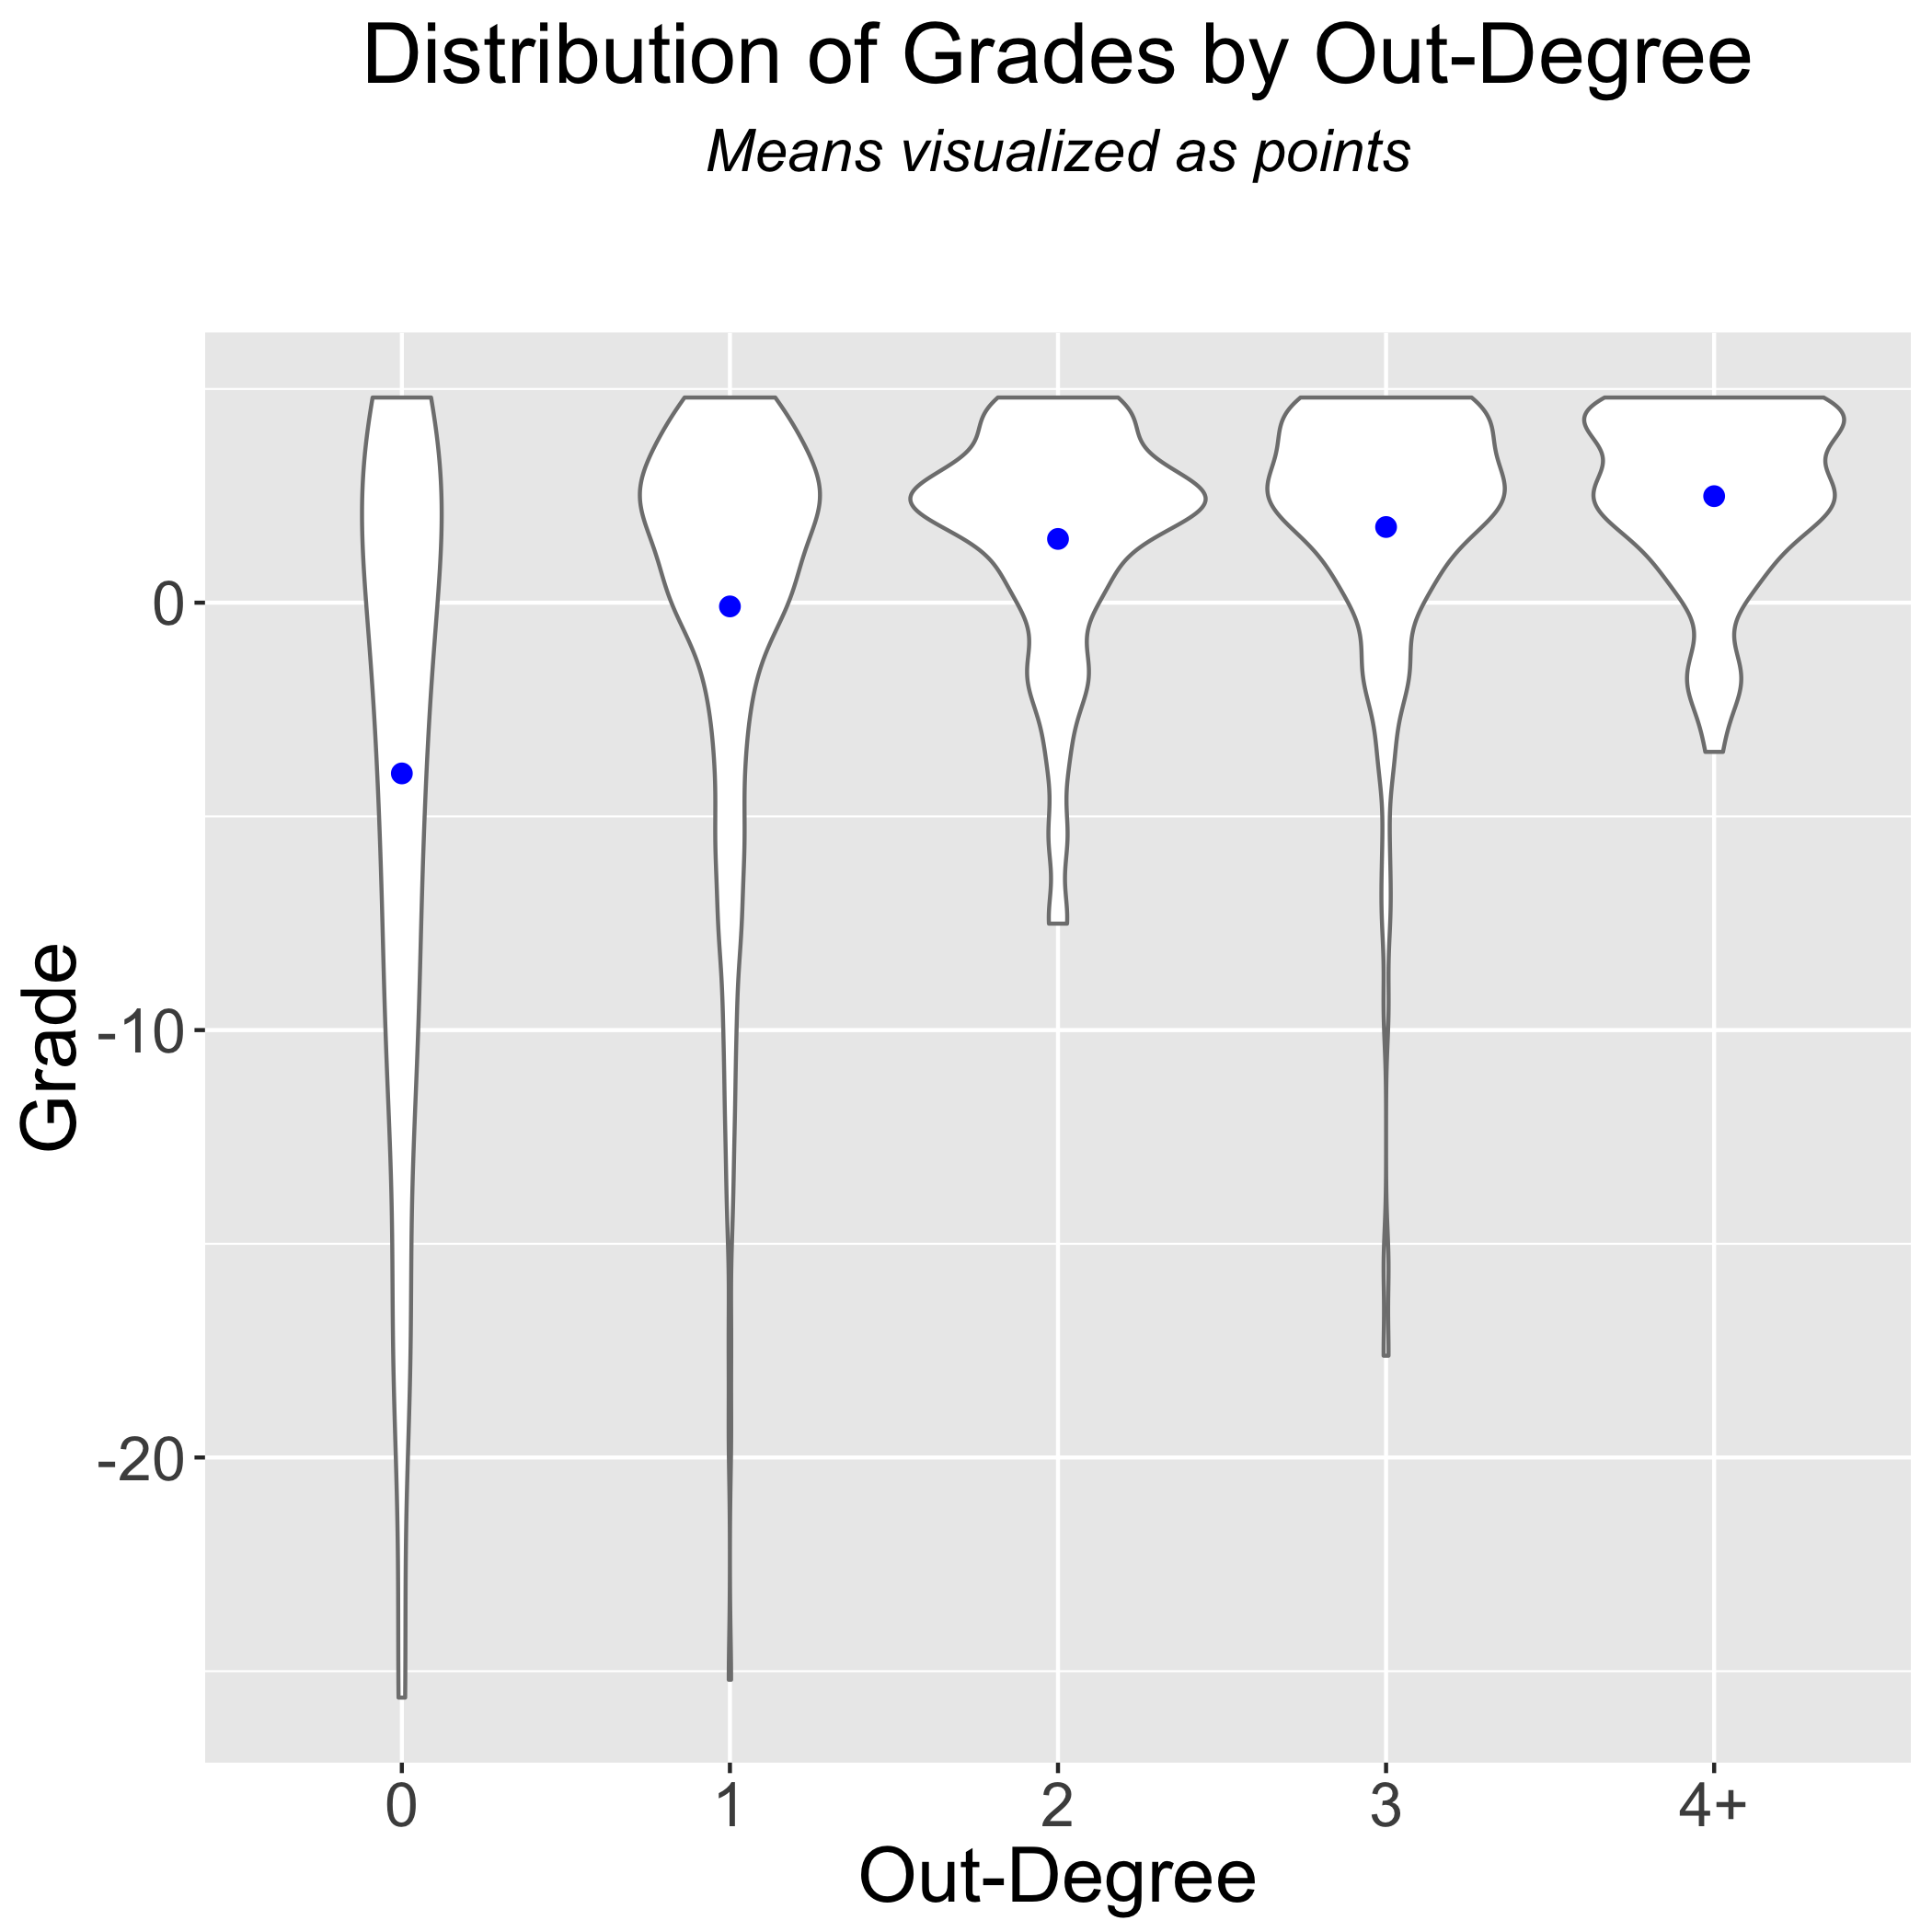 Distribution of Grades by Out-Degree
Means visualized as points
Grade
0
-10
-20
0
1
2
3
4+
Out-Degree